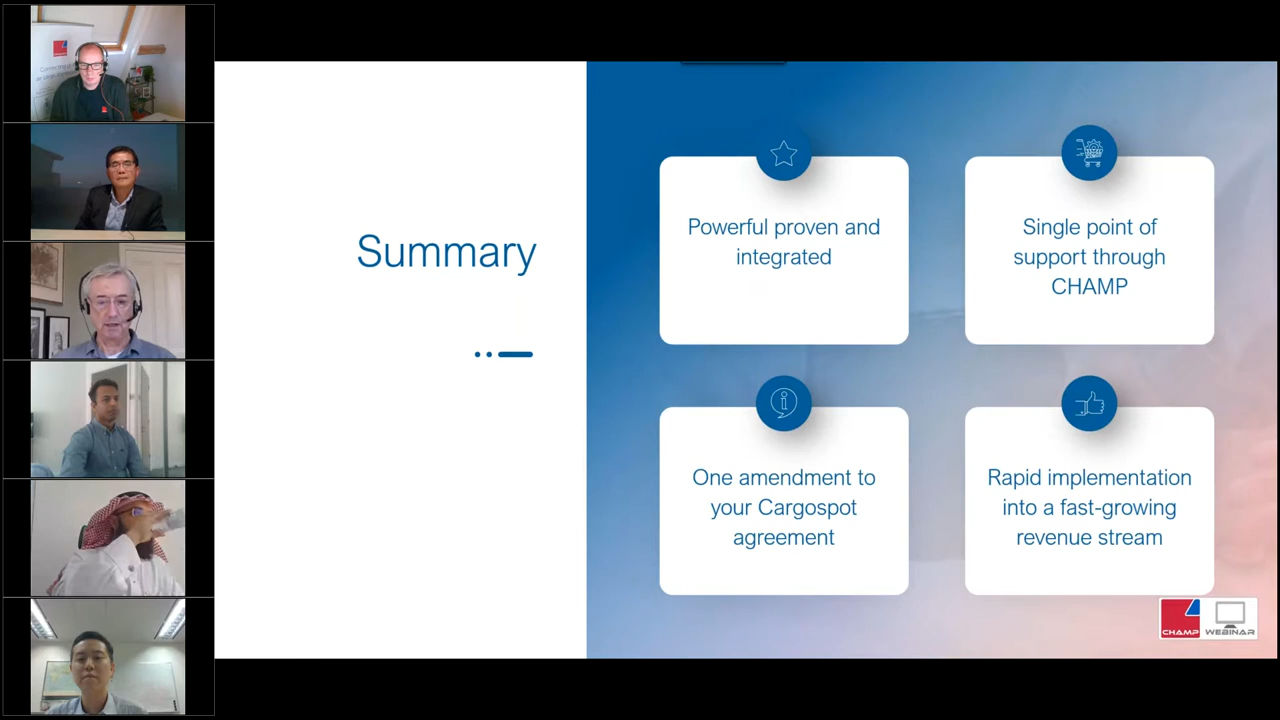 Summary
Powerful proven and
integrated
Single point of
support through
CHAMP
One amendment to
your Cargospot
agreement
Rapid implementation
into a fast-growing
revenue stream
CHAMP
WEBINAR